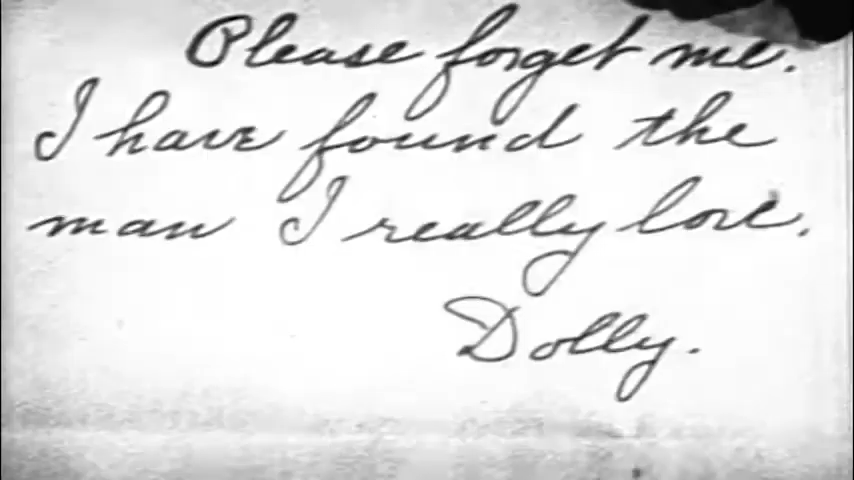 Please forget me.
I have found the
man I really love.
Dolly.